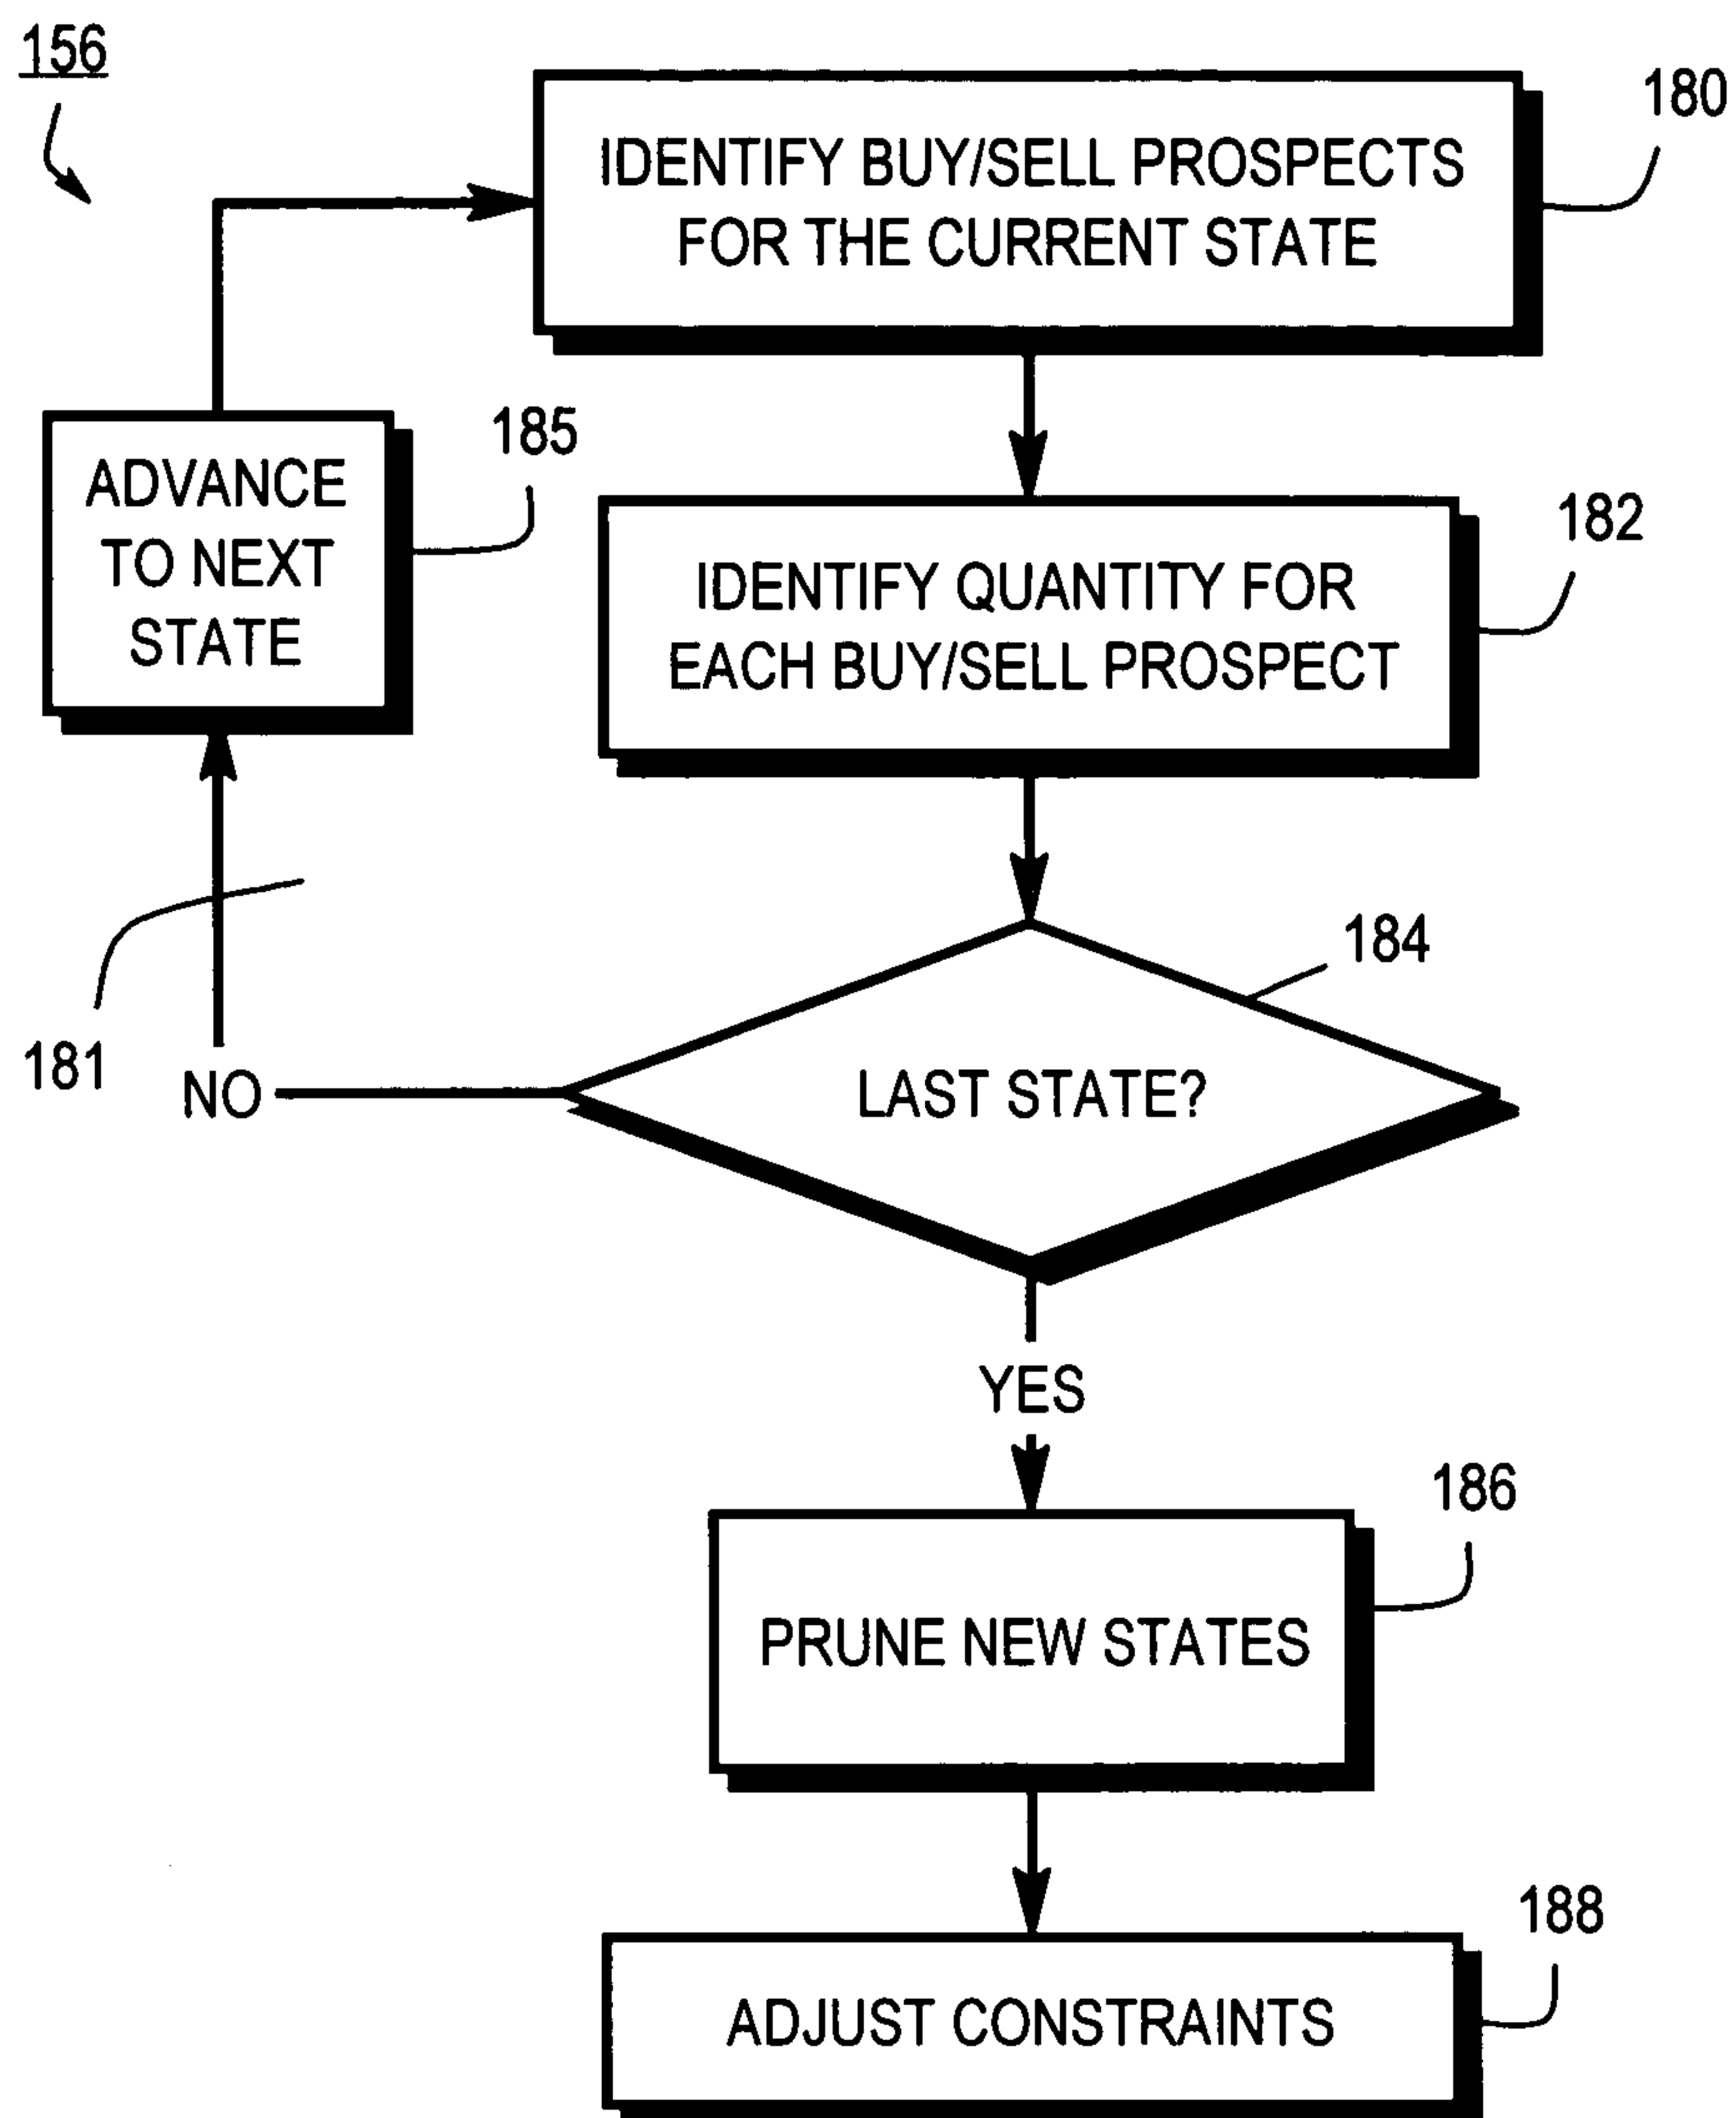 156
180
IDENTIFY BUY/SELL PROSPECTS
FOR THE CURRENT STATE
185
ADVANCE
TO NEXT
STATE
182
IDENTIFY QUANTITY FOR
EACH BUY/SELL PROSPECT
184
181
NO
LAST STATE?
YES
186
PRUNE NEW STATES
188
ADJUST CONSTRAINTS